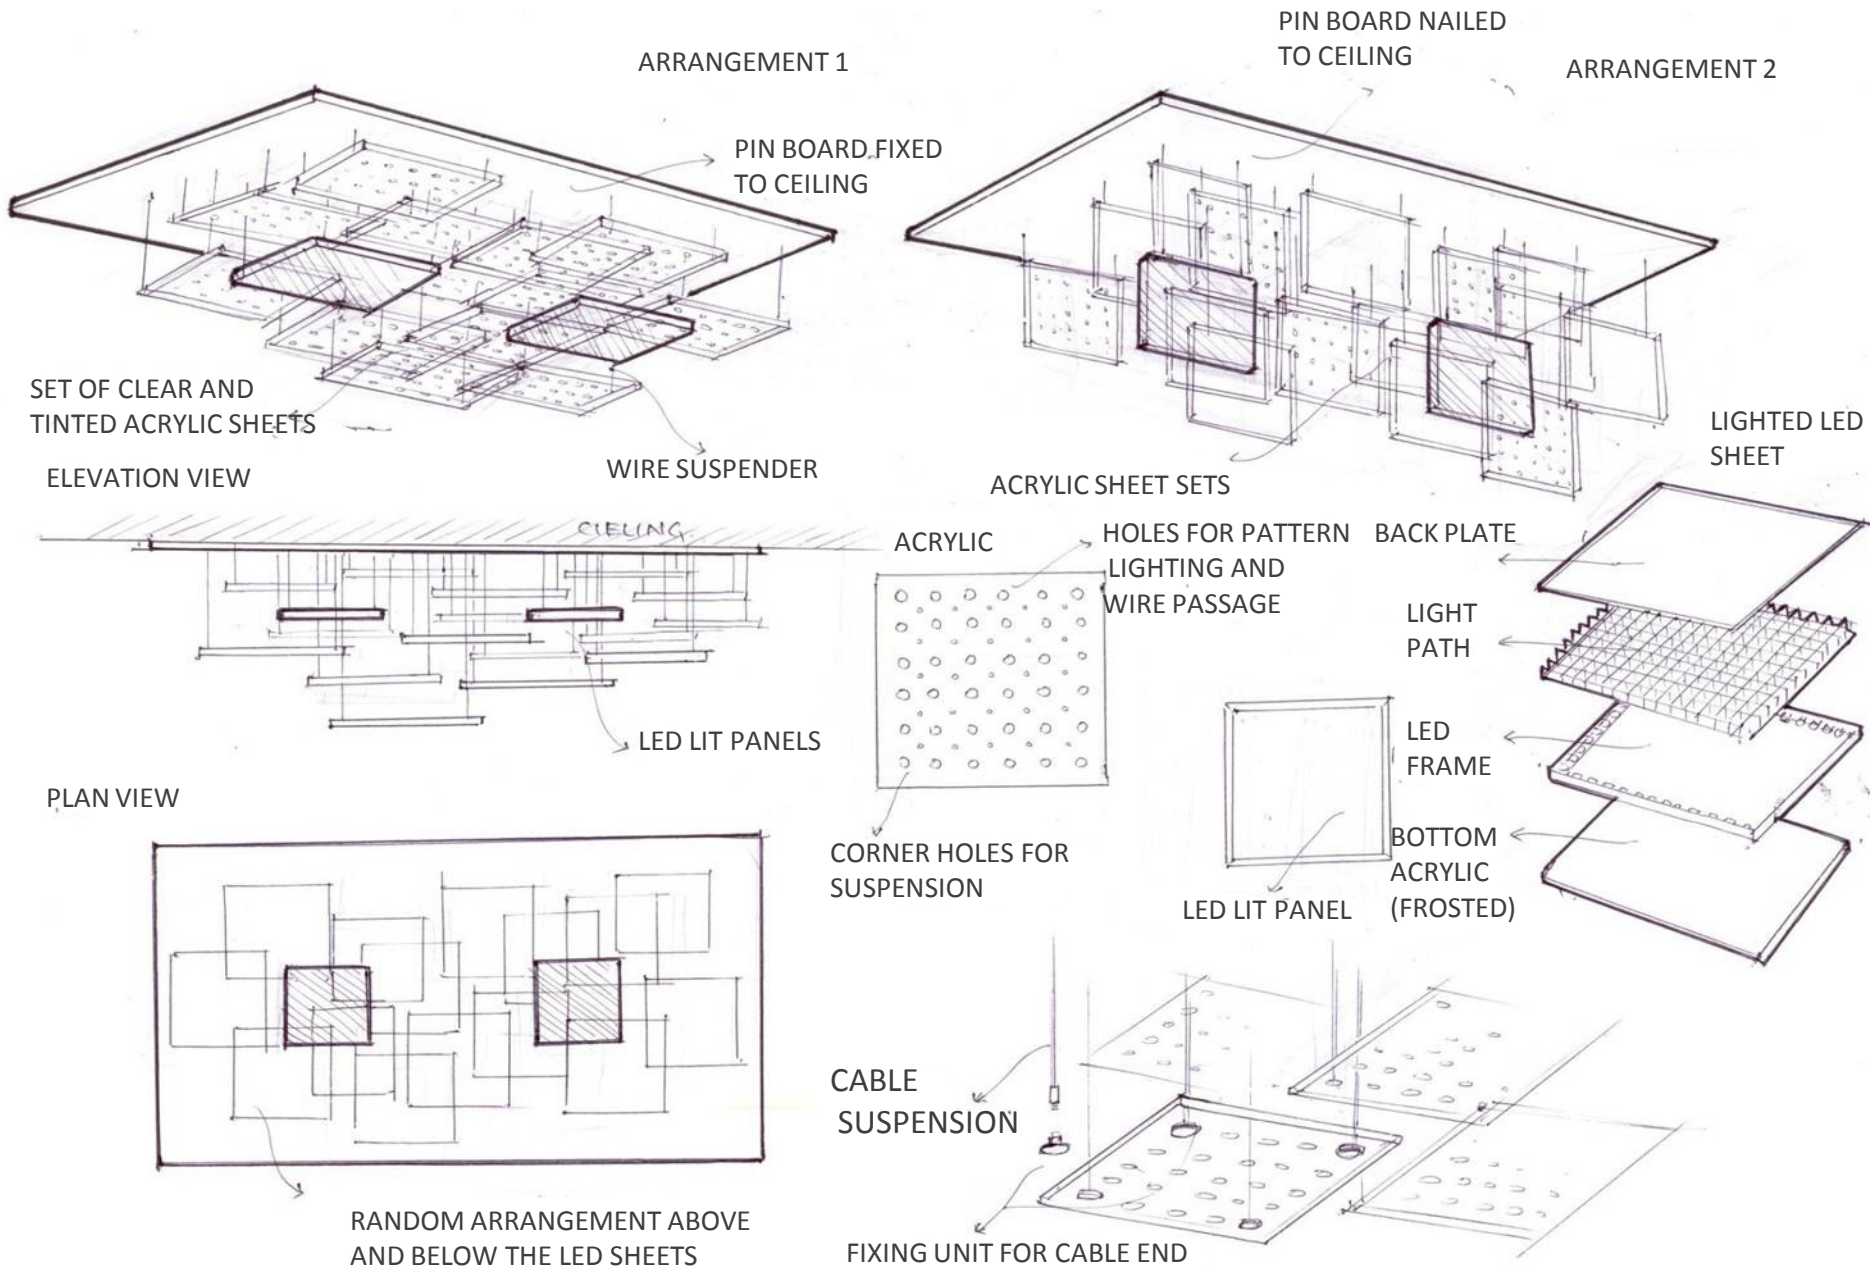 ARRANGEMENT 1
PIN BOARD NAILED
TO CEILING
ARRANGEMENT 2
PIN BOARD FIXED
TO CEILING
SET OF CLEAR AND
TINTED ACRYLIC SHEETS
WIRE SUSPENDER
ELEVATION VIEW
ACRYLIC SHEET SETS
LIGHTED LED
SHEET
CIELING
ACRYLIC
HOLES FOR PATTERN
LIGHTING AND
WIRE PASSAGE
BACK PLATE
LIGHT
PATH
LED
FRAME
BOTTOM
ACRYLIC
(FROSTED)
LED LIT PANELS
PLAN VIEW
CORNER HOLES FOR
SUSPENSION
LED LIT PANEL
CABLE
SUSPENSION
RANDOM ARRANGEMENT ABOVE
AND BELOW THE LED SHEETS
FIXING UNIT FOR CABLE END